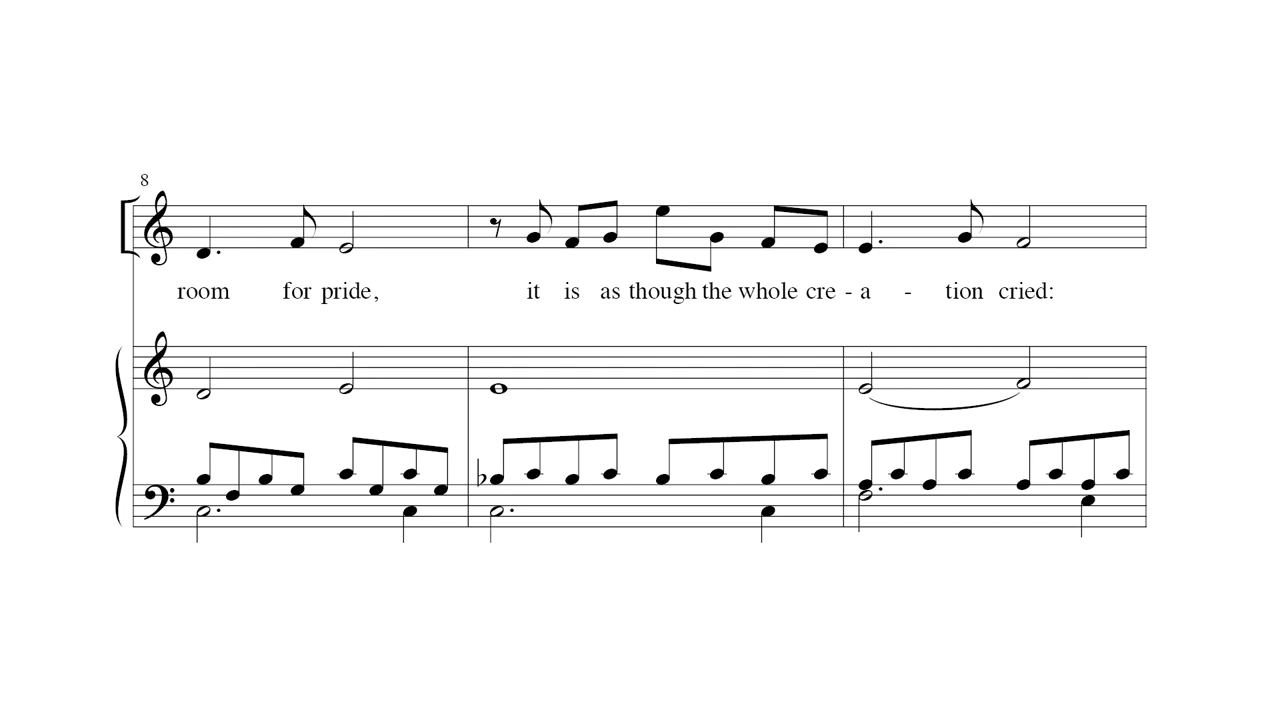 8
room for pride, it is as though the whole cre - a - tion cried: